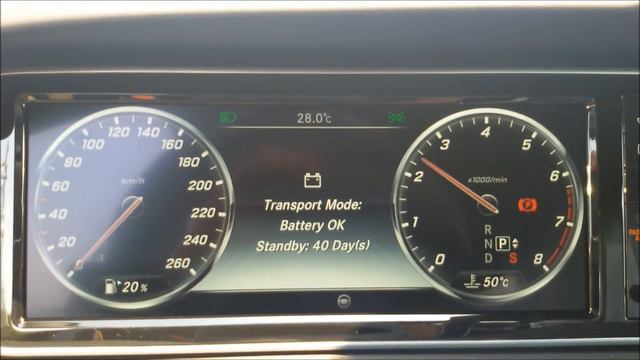 28.0°C
120 140
100 160
80 180
60 km/h 200
40 220
20 240
260
20 %
Transport Mode:
Battery OK
Standby: 40 Day(s)
4
3 5
2 x1000/min 6
1 7
0 8
R
N P
D S
50°C